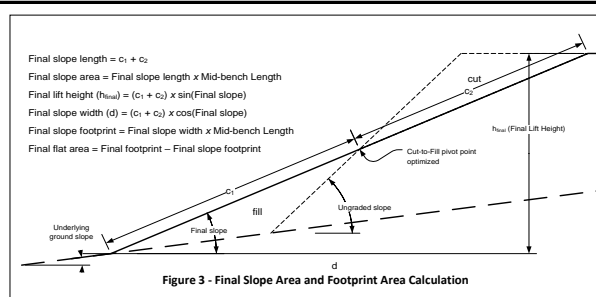 Final slope length = c₁ + c₂
Final slope area = Final slope length x Mid-bench Length
Final lift height (hfinal) = (c₁ + c₂) x sin(Final slope)
Final slope width (d) = (c₁ + c₂) x cos(Final slope)
Final slope footprint = Final slope width x Mid-bench Length
Final flat area = Final footprint – Final slope footprint
cut
c₂
hfinal (Final Lift Height)
Cut-to-Fill pivot point
optimized
c₁
fill
Ungraded slope
Underlying
ground slope
Final slope
d
Figure 3 - Final Slope Area and Footprint Area Calculation